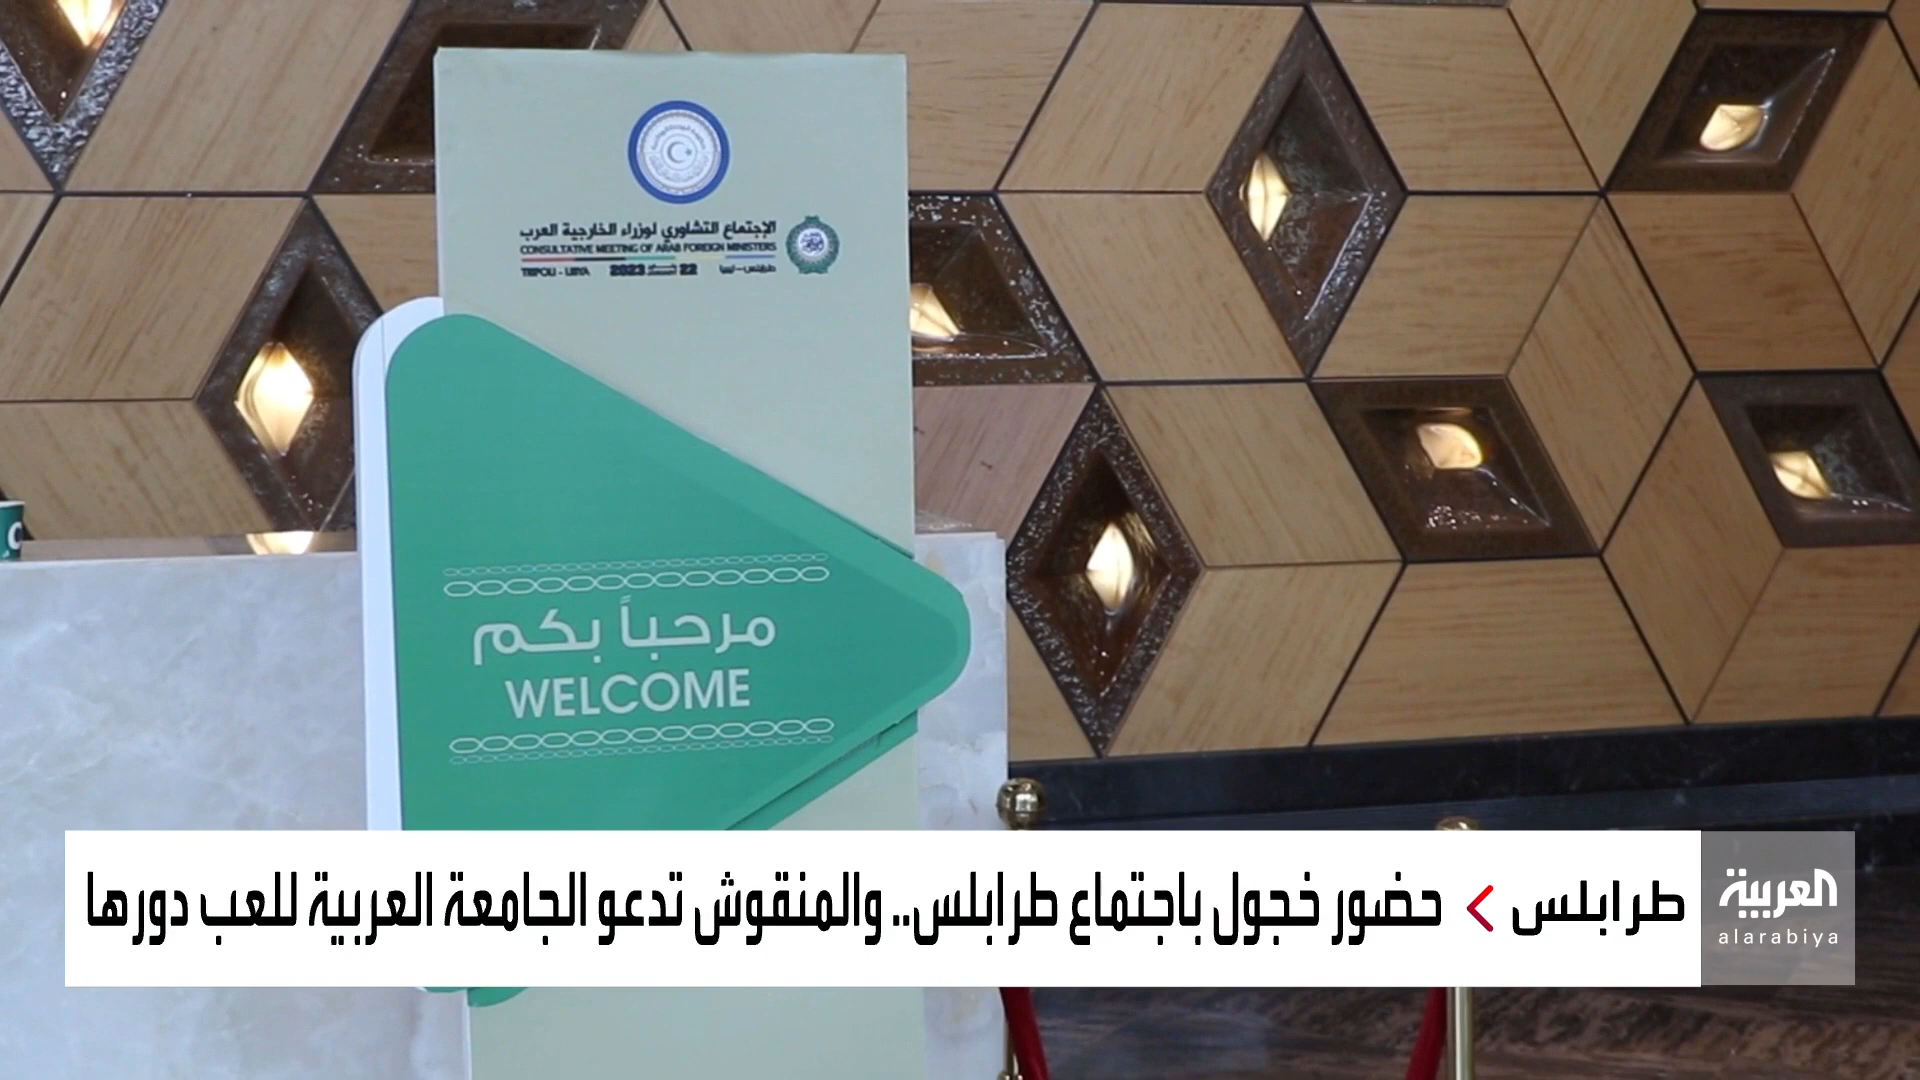 الإجتماع التشاوري لوزراء الخارجية العرب
CONSULTATIVE MEETING OF ARAB FOREIGN MINISTERS
TRIPOLI - LIBYA 2023 22 طرابلس - ليبيا
مرحباً بكم
WELCOME
طرابلس > حضور خجول باجتماع طرابلس.. والمنقوش تدعو الجامعة العربية للعب دورها
العربية
alarabiya